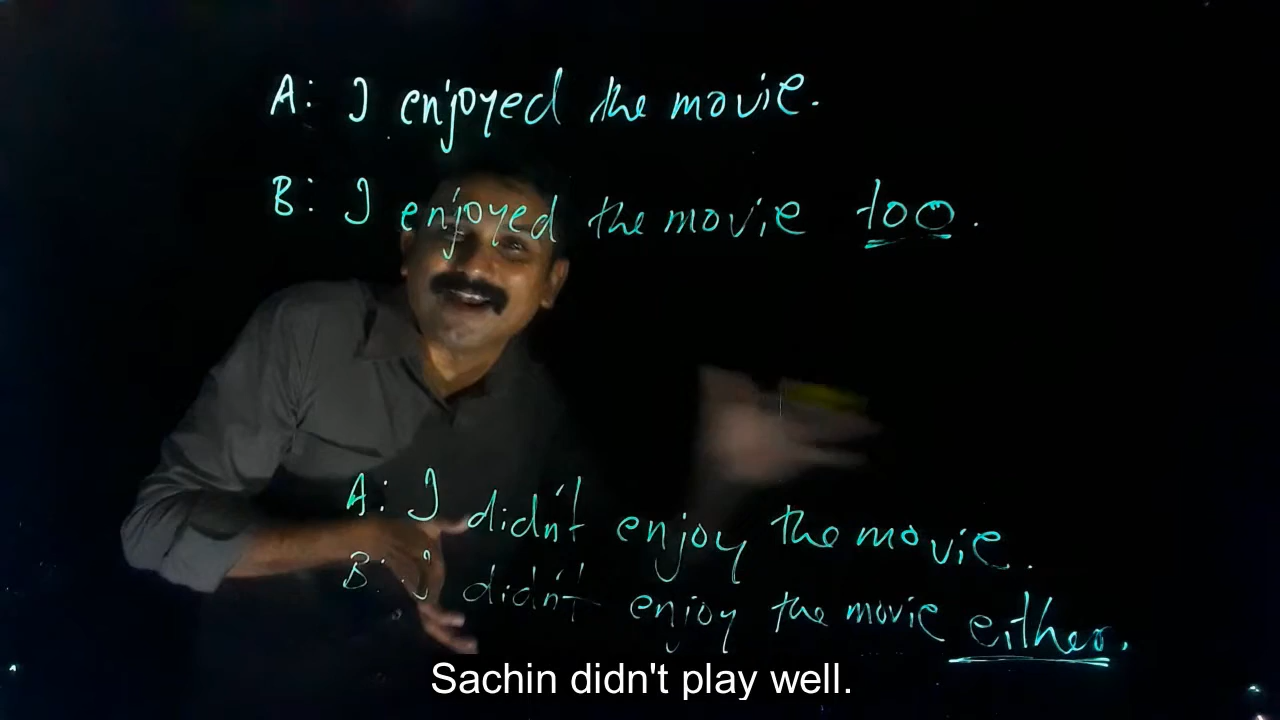 A: I enjoyed the movie.
B: I enjoyed the movie too.
A: I didn't enjoy the movie.
B: I didn't enjoy the movie either.
Sachin didn't play well.